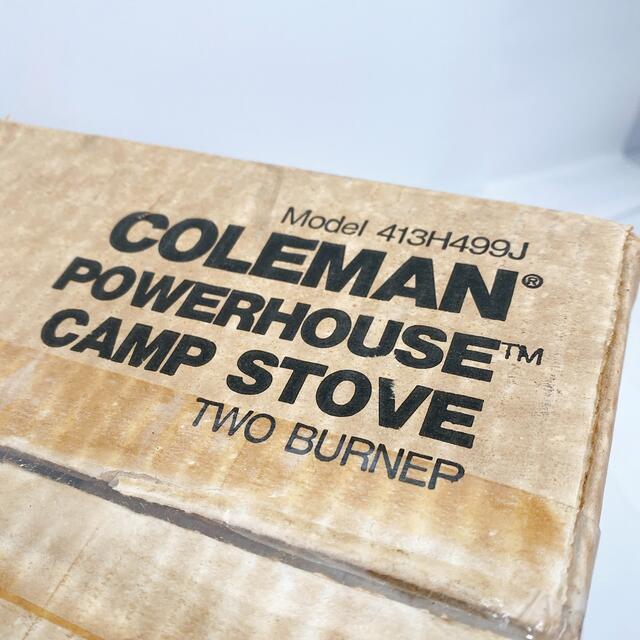 Model 413H499J
COLEMAN®
POWERHOUSE™
CAMP STOVE
TWO BURNER